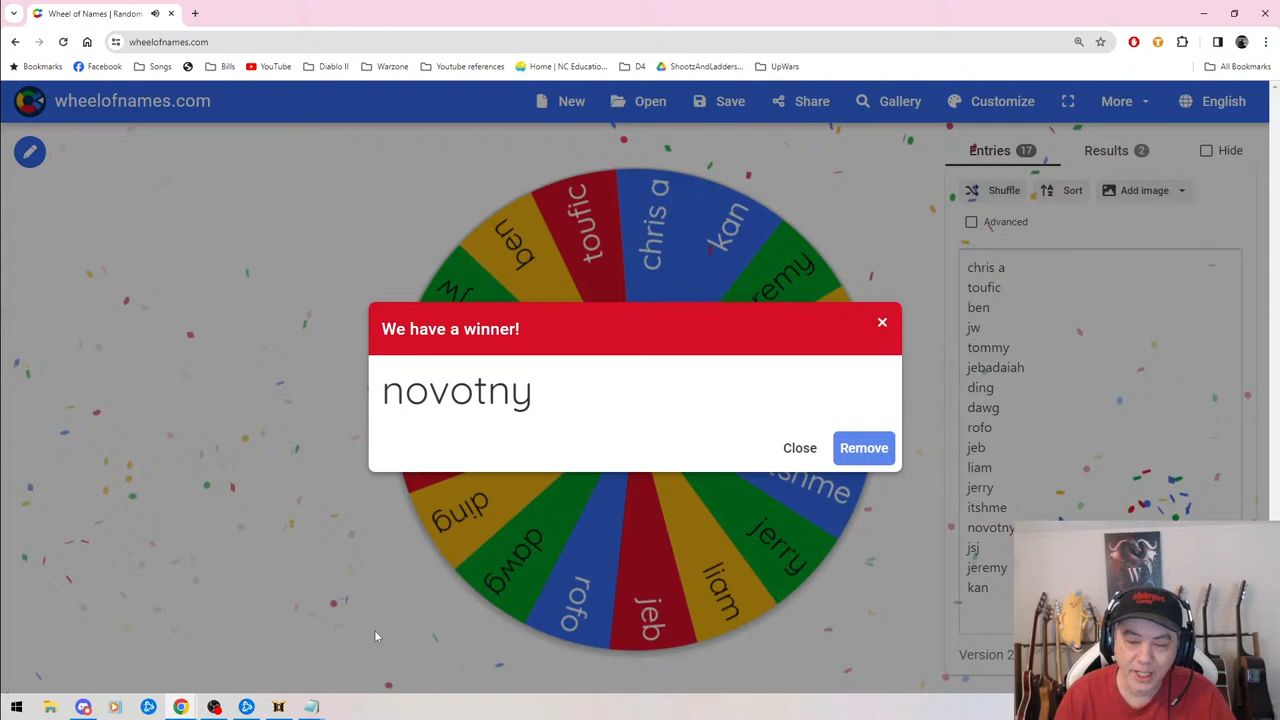 Wheel of Names | Random
wheelofnames.com
Bookmarks Facebook Songs Bills YouTube Diablo II Warzone Youtube references Home | NC Educatio... D4 ShootzAndLadders... UpWars All Bookmarks
wheelofnames.com New Open Save Share Gallery Customize More English
Entries 17 Results 2 Hide
Shuffle Sort Add image
Advanced
chris a
toufic
ben
jw
tommy
jebadaiah
ding
dawg
rofo
jeb
liam
jerry
itshme
novotny
jsj
jeremy
kan
Version 2
ben
toufic
chris a
kan
remy
jw
We have a winner!
novotny
Close Remove
ding
dawg
rofo
jeb
liam
jerry
itshme
W